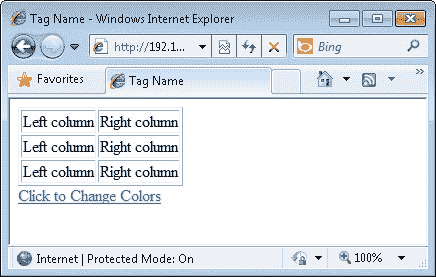 Tag Name - Windows Internet Explorer
http://192.1...
Bing
Favorites
Tag Name
Left column Right column
Left column Right column
Left column Right column
Click to Change Colors
Internet | Protected Mode: On
100%